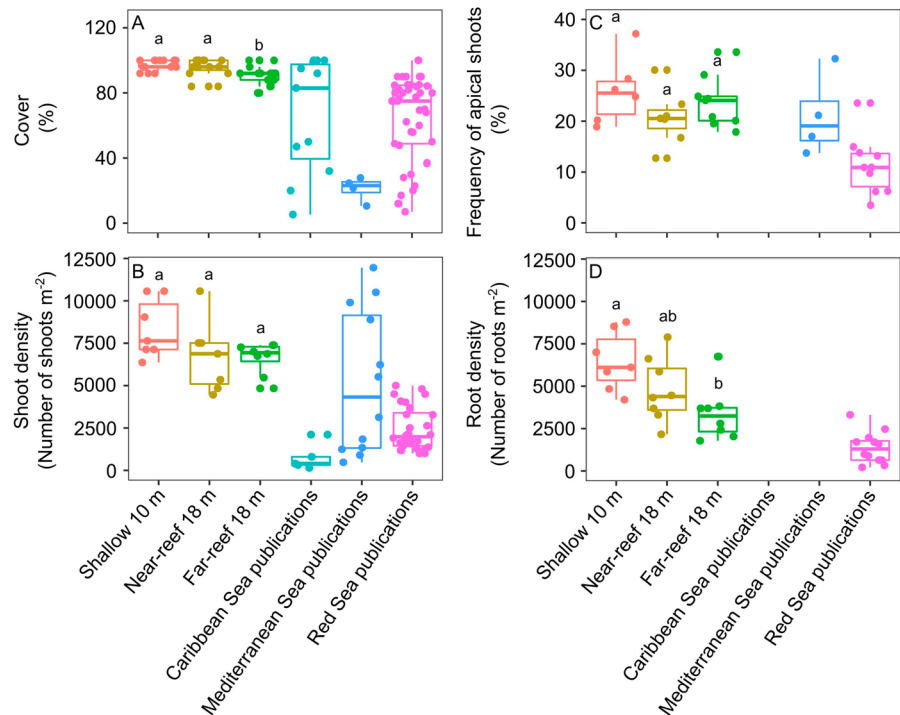 A
Cover
(%)
120
80
40
0
a
a
b
C
Frequency of apical shoots
(%)
40
30
20
10
0
a
a
a
B
Shoot density
(Number of shoots m-2)
12500
10000
7500
5000
2500
0
a
a
a
D
Root density
(Number of roots m-2)
12500
10000
7500
5000
2500
0
a
ab
b
Shallow 10 m
Near-reef 18 m
Far-reef 18 m
Caribbean Sea publications
Mediterranean Sea publications
Red Sea publications
Shallow 10 m
Near-reef 18 m
Far-reef 18 m
Caribbean Sea publications
Mediterranean Sea publications
Red Sea publications